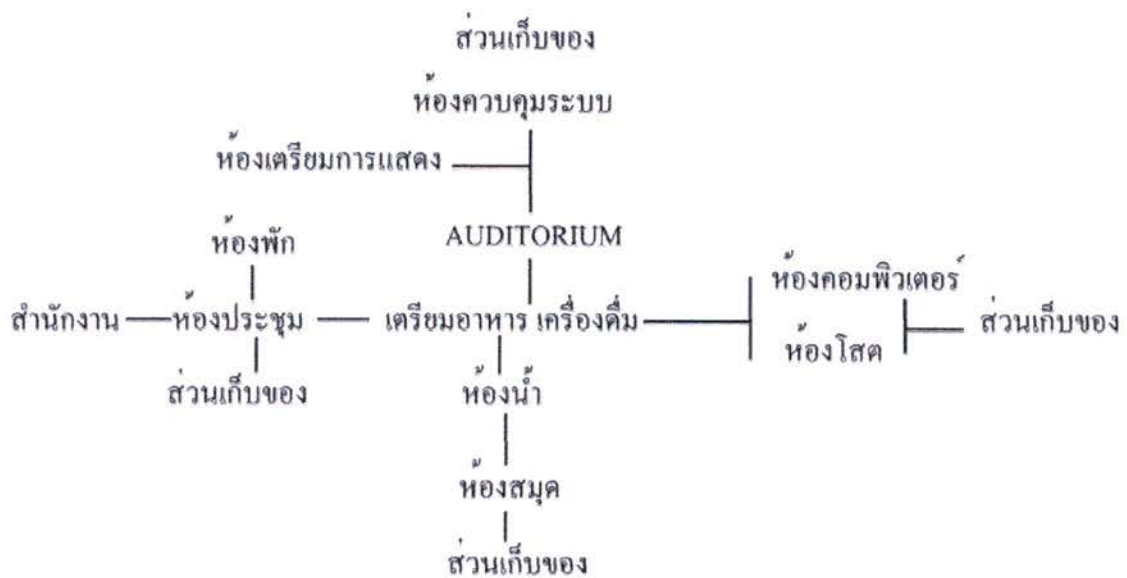 ส่วนเก็บของ
ห้องควบคุมระบบ
ห้องเตรียมการแสดง
ห้องพัก AUDITORIUM
ห้องคอมพิวเตอร์
สำนักงาน ห้องประชุม เตรียมอาหาร เครื่องดื่ม ส่วนเก็บของ
ห้องโสต
ส่วนเก็บของ ห้องน้ำ
ห้องสมุด
ส่วนเก็บของ